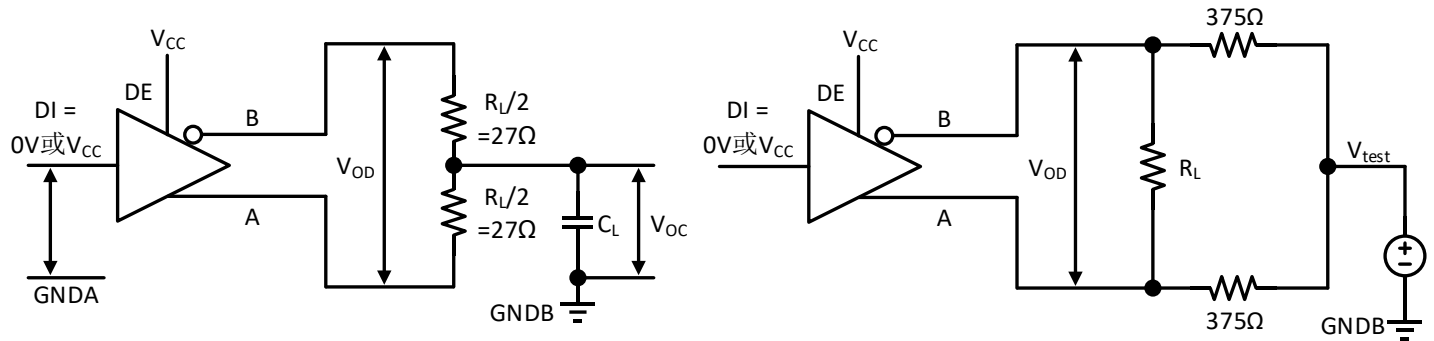 VCC
DE
DI =
0V或VCC
B
A
GNDA
VOD
RL/2
=27Ω
RL/2
=27Ω
CL
VOC
GNDB
VCC
DE
DI =
0V或VCC
B
A
VOD
375Ω
RL
375Ω
Vtest
GNDB